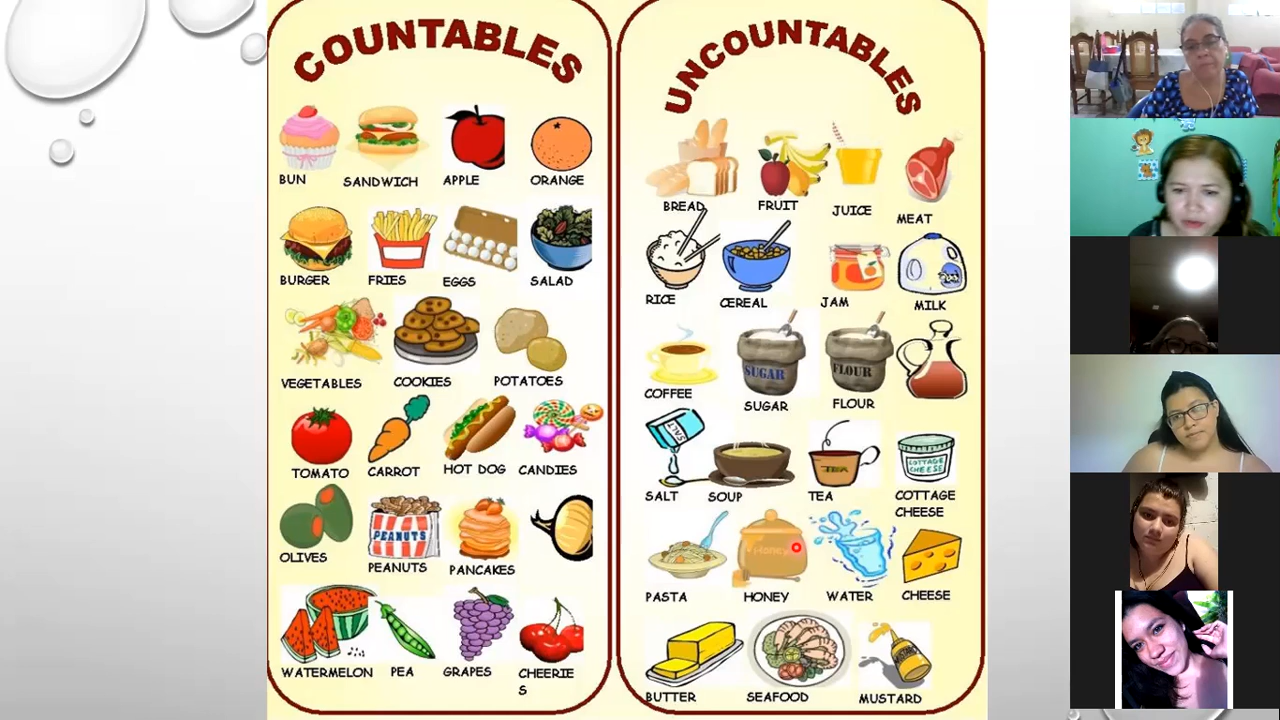 COUNTABLES
BUN SANDWICH APPLE ORANGE
BURGER FRIES EGGS SALAD
VEGETABLES COOKIES POTATOES
TOMATO CARROT HOT DOG CANDIES
PEANUTS
OLIVES PEANUTS PANCAKES
WATERMELON PEA GRAPES CHEERIE
S
UNCOUNTABLES
BREAD FRUIT JUICE MEAT
RICE CEREAL JAM MILK
SUGAR FLOUR
COFFEE SUGAR FLOUR
SALT
TEA
COTTAGE
CHEESE
SALT SOUP TEA COTTAGE
CHEESE
Honey
PASTA HONEY WATER CHEESE
BUTTER SEAFOOD MUSTARD